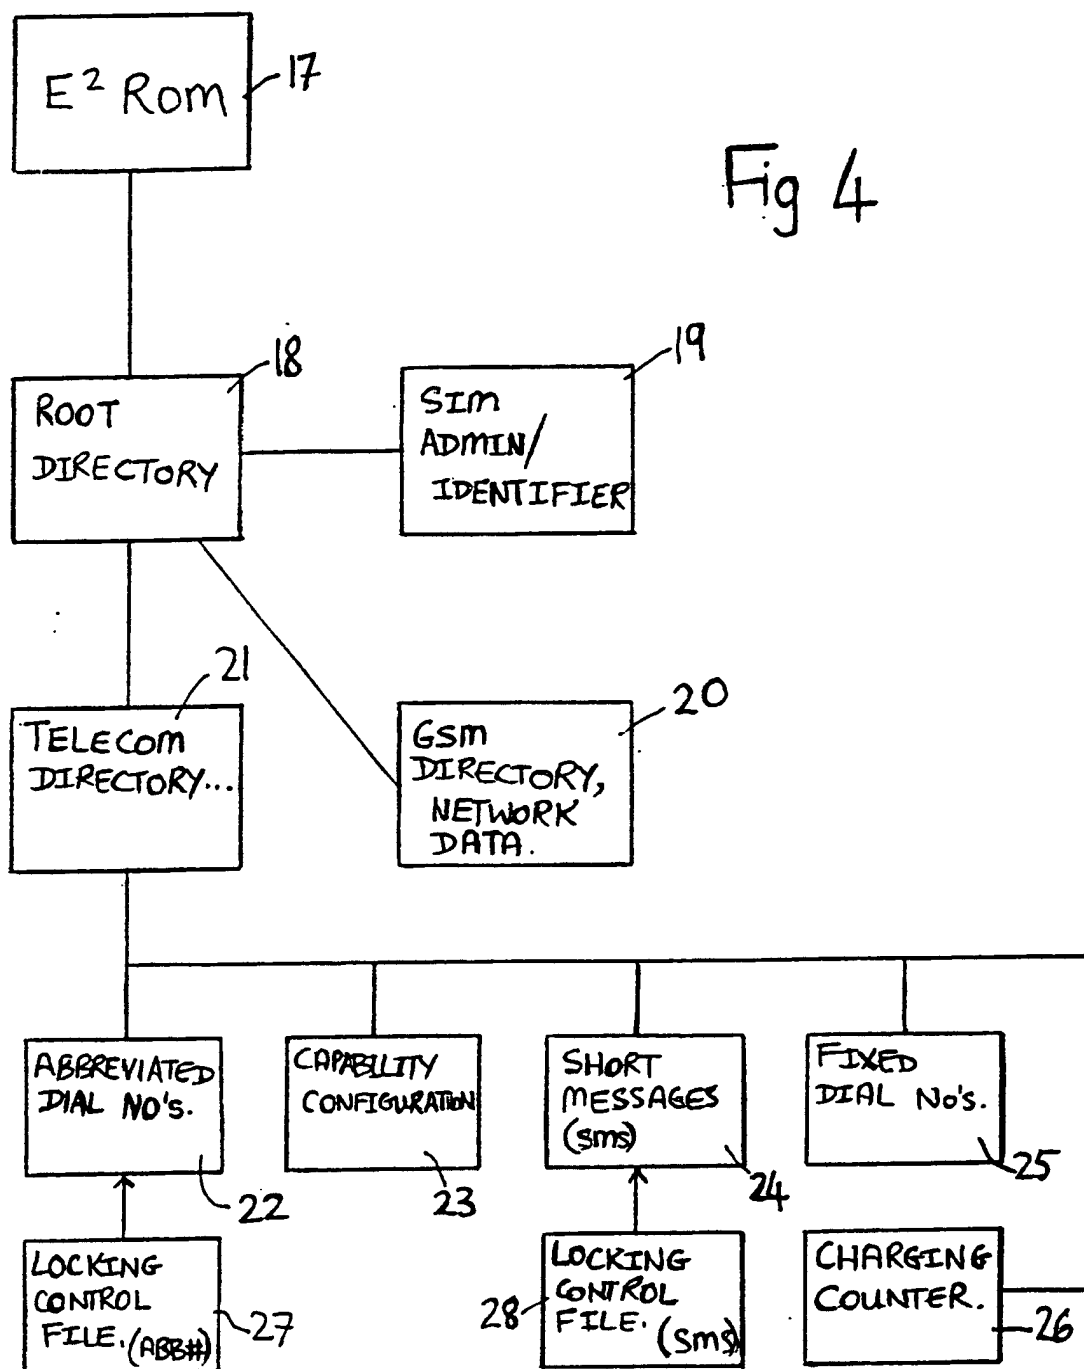 E² Rom
17
Fig 4
18
ROOT
DIRECTORY
19
SIM
ADMIN/
IDENTIFIER
21
TELECOM
DIRECTORY...
20
GSM
DIRECTORY,
NETWORK
DATA.
ABBREVIATED
DIAL NO's.
22
CAPABILITY
CONFIGURATION
23
SHORT
MESSAGES
(sms)
24
FIXED
DIAL No's.
25
LOCKING
CONTROL
FILE. (ABB#)
27
28
LOCKING
CONTROL
FILE. (sms)
CHARGING
COUNTER.
26